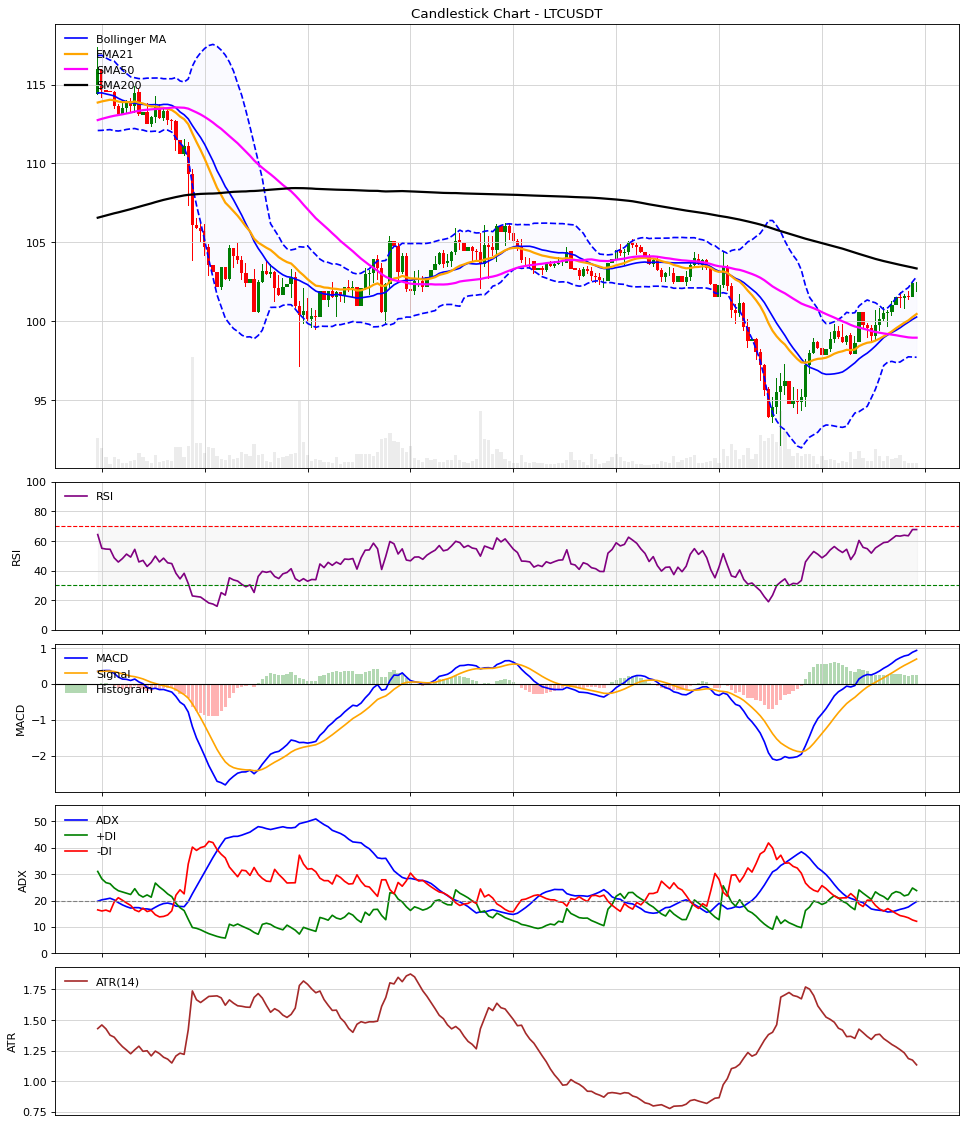 Candlestick Chart - LTCUSDT
Bollinger MA
EMA21
SMA50
SMA200
115
110
105
100
95
RSI
100
80
60
40
20
0
RSI
MACD
Signal
Histogram
1
0
−1
−2
MACD
ADX
+DI
-DI
50
40
30
20
10
0
ADX
ATR(14)
1.75
1.50
1.25
1.00
0.75
ATR